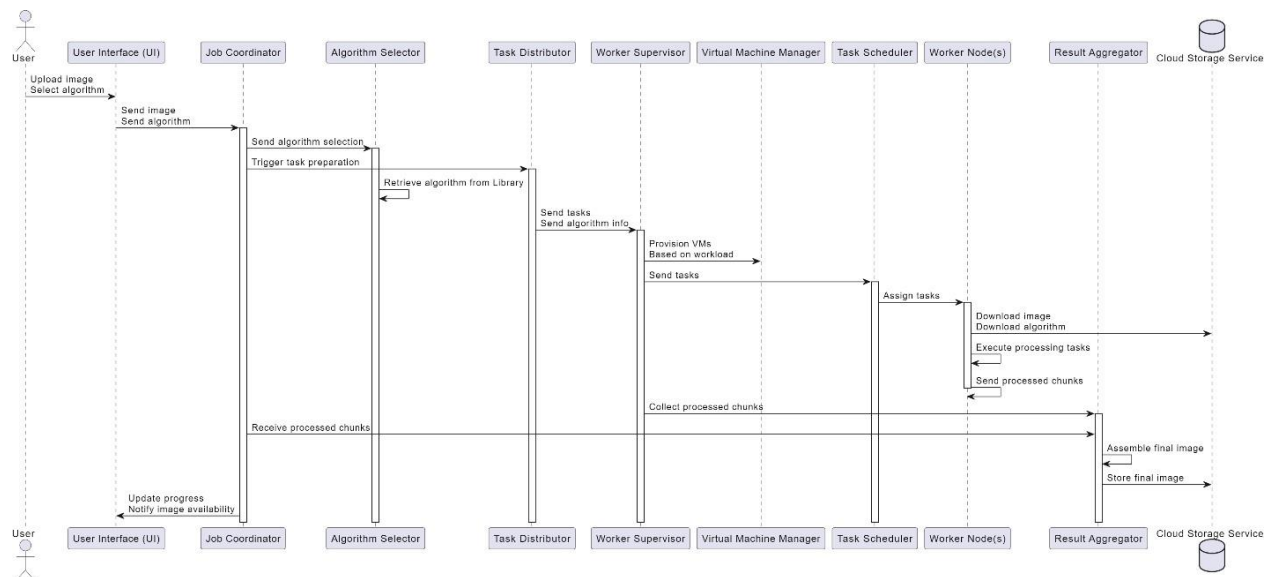 User
User Interface (UI)
Job Coordinator
Algorithm Selector
Task Distributor
Worker Supervisor
Virtual Machine Manager
Task Scheduler
Worker Node(s)
Result Aggregator
Cloud Storage Service
Upload image
Select algorithm
Send image
Send algorithm
Send algorithm selection
Trigger task preparation
Retrieve algorithm from Library
Send tasks
Send algorithm info
Provision VMs
Based on workload
Send tasks
Assign tasks
Download image
Download algorithm
Execute processing tasks
Send processed chunks
Collect processed chunks
Receive processed chunks
Assemble final image
Store final image
Update progress
Notify image availability
User
User Interface (UI)
Job Coordinator
Algorithm Selector
Task Distributor
Worker Supervisor
Virtual Machine Manager
Task Scheduler
Worker Node(s)
Result Aggregator
Cloud Storage Service